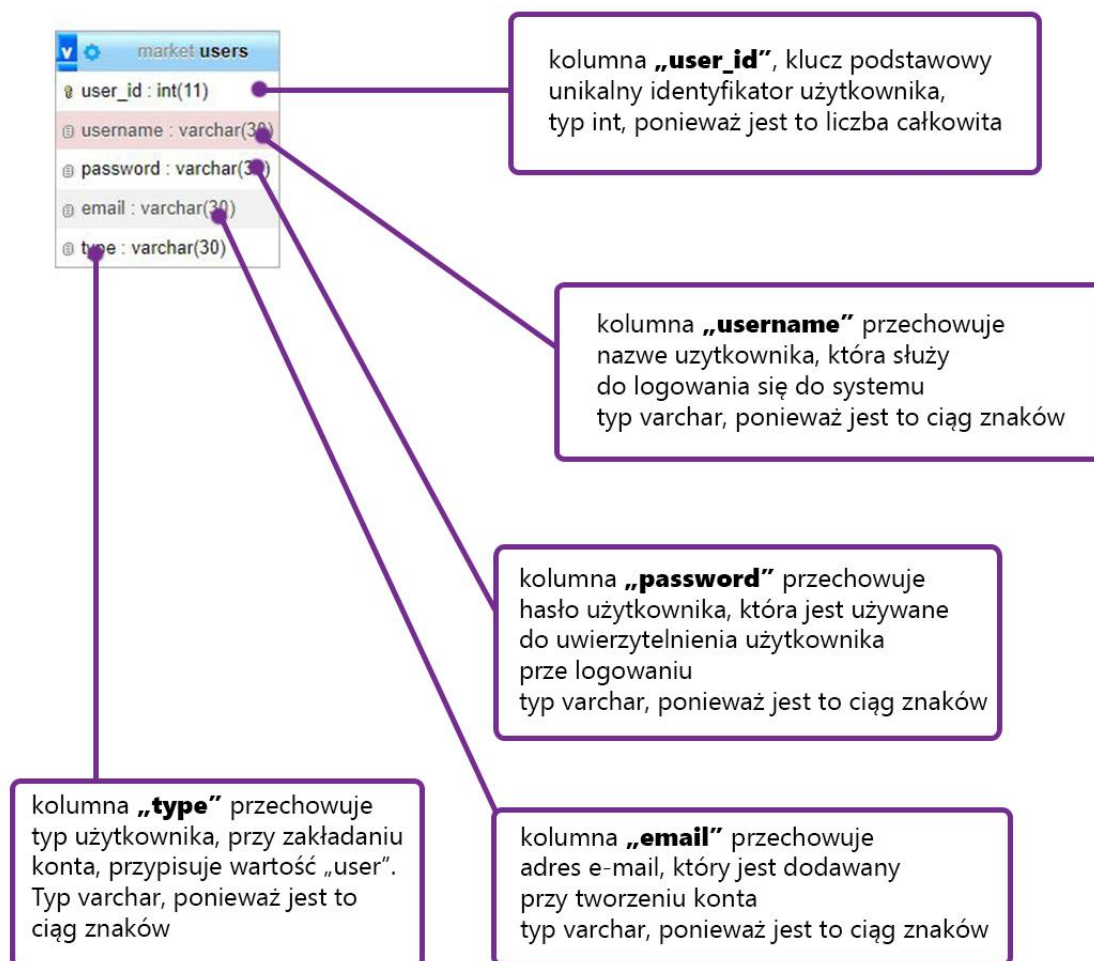 v market users
user_id : int(11)
username : varchar(30)
password : varchar(30)
email : varchar(30)
type : varchar(30)
kolumna „user_id”, klucz podstawowy
unikalny identyfikator użytkownika,
typ int, ponieważ jest to liczba całkowita
kolumna „username” przechowuje
nazwe uzytkownika, która służy
do logowania się do systemu
typ varchar, ponieważ jest to ciąg znaków
kolumna „password” przechowuje
hasło użytkownika, która jest używane
do uwierzytelnienia użytkownika
prze logowaniu
typ varchar, ponieważ jest to ciąg znaków
kolumna „type” przechowuje
typ użytkownika, przy zakładaniu
konta, przypisuje wartość „user”.
Typ varchar, ponieważ jest to
ciąg znaków
kolumna „email” przechowuje
adres e-mail, który jest dodawany
przy tworzeniu konta
typ varchar, ponieważ jest to ciąg znaków